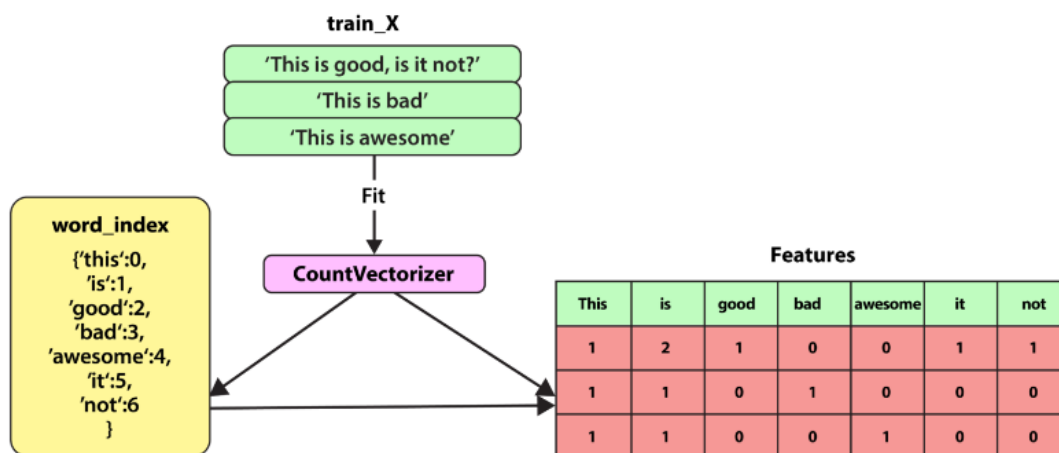 train_X
‘This is good, is it not?’
‘This is bad’
‘This is awesome’
Fit
CountVectorizer
word_index
{‘this‘:0,
’is‘:1,
’good‘:2,
’bad‘:3,
’awesome‘:4,
’it‘:5,
’not‘:6
}
Features
This is good bad awesome it not
1 2 1 0 0 1 1
1 1 0 1 0 0 0
1 1 0 0 1 0 0